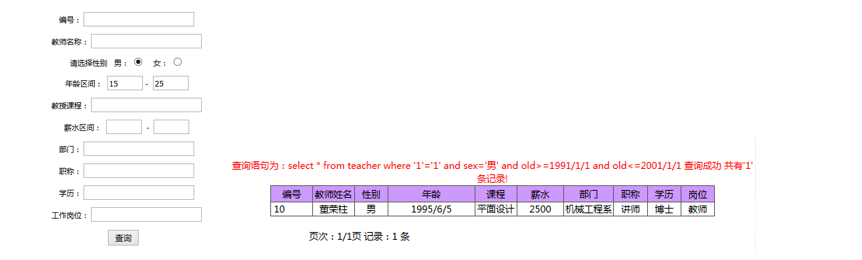 编号：
教师名称：
请选择性别 男： 女：
年龄区间： 15 - 25
教授课程：
薪水区间： -
部门：
职称：
学历：
工作岗位：
查询
查询语句为：select * from teacher where '1'='1' and sex='男' and old>=1991/1/1 and old<=2001/1/1 查询成功 共有'1'
条记录!
编号 教师姓名 性别 年龄 课程 薪水 部门 职称 学历 岗位
10 董荣柱 男 1995/6/5 平面设计 2500 机械工程系 讲师 博士 教师
页次：1/1页 记录：1 条